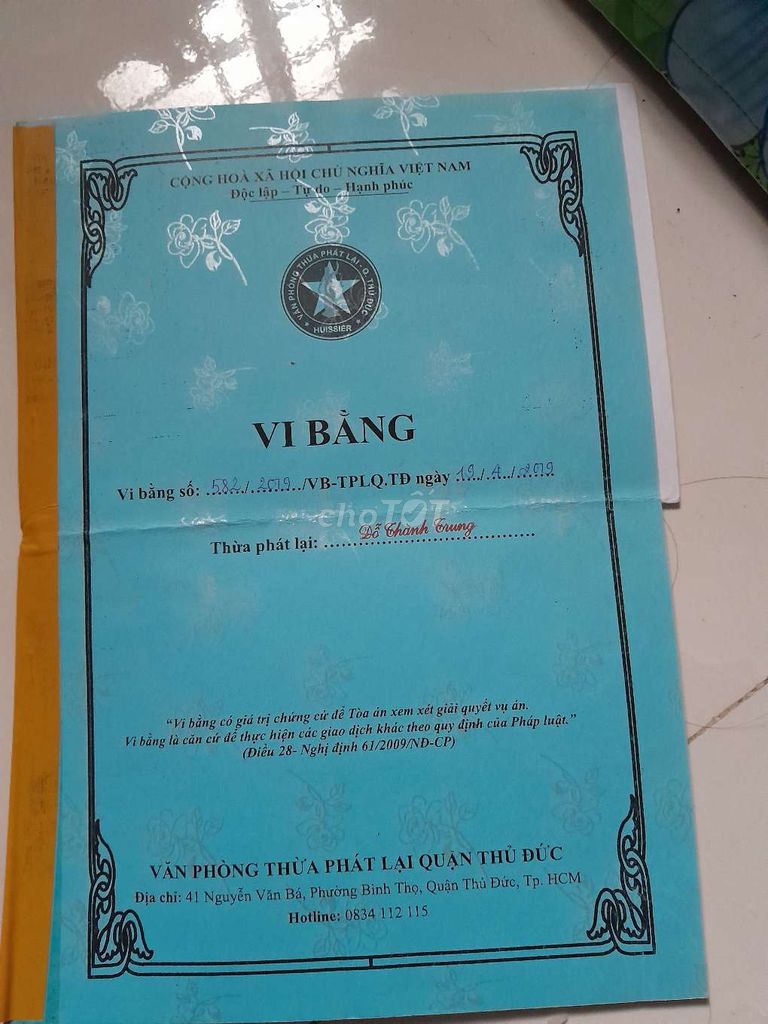 CỘNG HOÀ XÃ HỘI CHỦ NGHĨA VIỆT NAM
Độc lập – Tự do – Hạnh phúc
VĂN PHÒNG THỪA PHÁT LẠI - Q. THỦ ĐỨC
HUISSIER
VI BẰNG
Vi bằng số: 582/2019/VB-TPLQ.TĐ ngày 19/4/2019
choTỐT
Thừa phát lại: Đỗ Thành Trung
“Vi bằng có giá trị chứng cứ để Tòa án xem xét giải quyết vụ án.
Vi bằng là căn cứ để thực hiện các giao dịch khác theo quy định của Pháp luật.”
(Điều 28- Nghị định 61/2009/NĐ-CP)
VĂN PHÒNG THỪA PHÁT LẠI QUẬN THỦ ĐỨC
Địa chỉ: 41 Nguyễn Văn Bá, Phường Bình Thọ, Quận Thủ Đức, Tp. HCM
Hotline: 0834 112 115